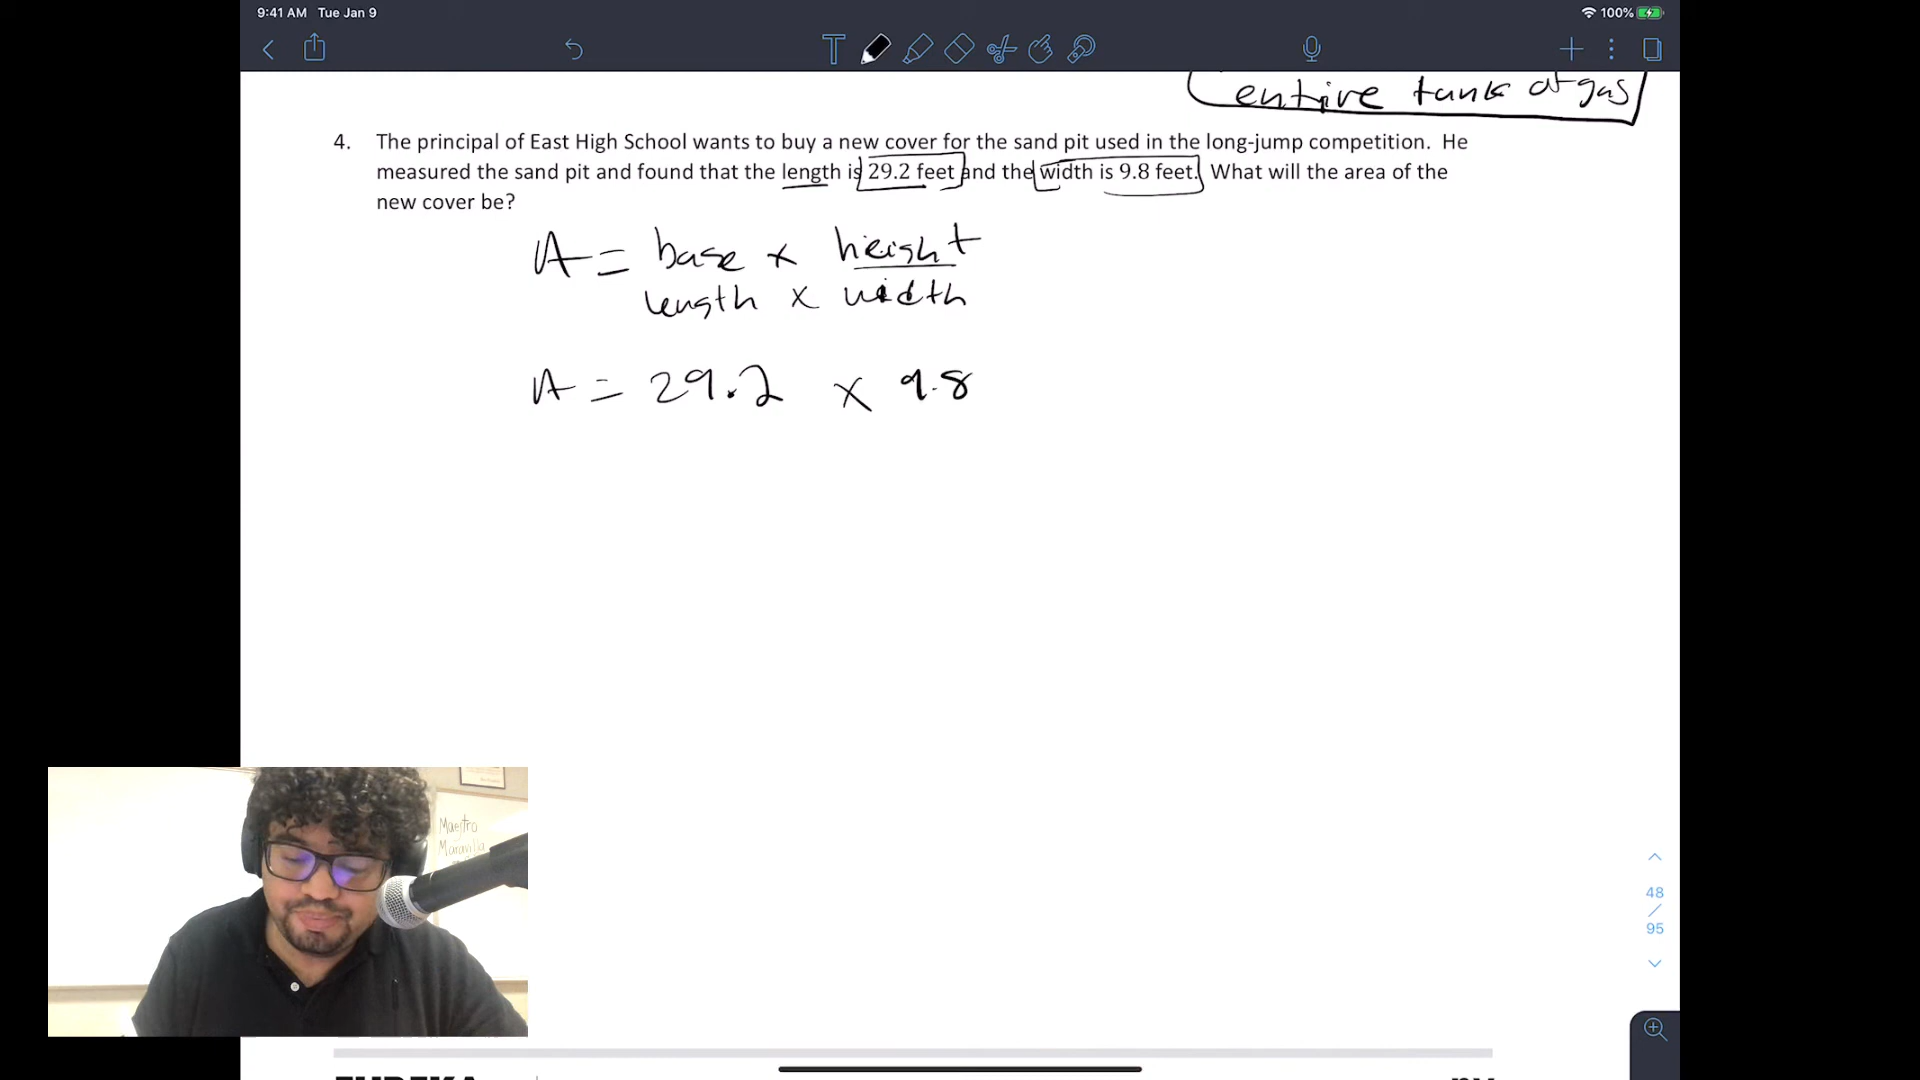 9:41 AM Tue Jan 9
100%
entire tank of gas
4. The principal of East High School wants to buy a new cover for the sand pit used in the long-jump competition. He
measured the sand pit and found that the length is 29.2 feet and the width is 9.8 feet. What will the area of the
new cover be?
A = base x height
length x width
A = 29.2 x 9.8
Maestro
Maravilla
48
/
95
EUREKA